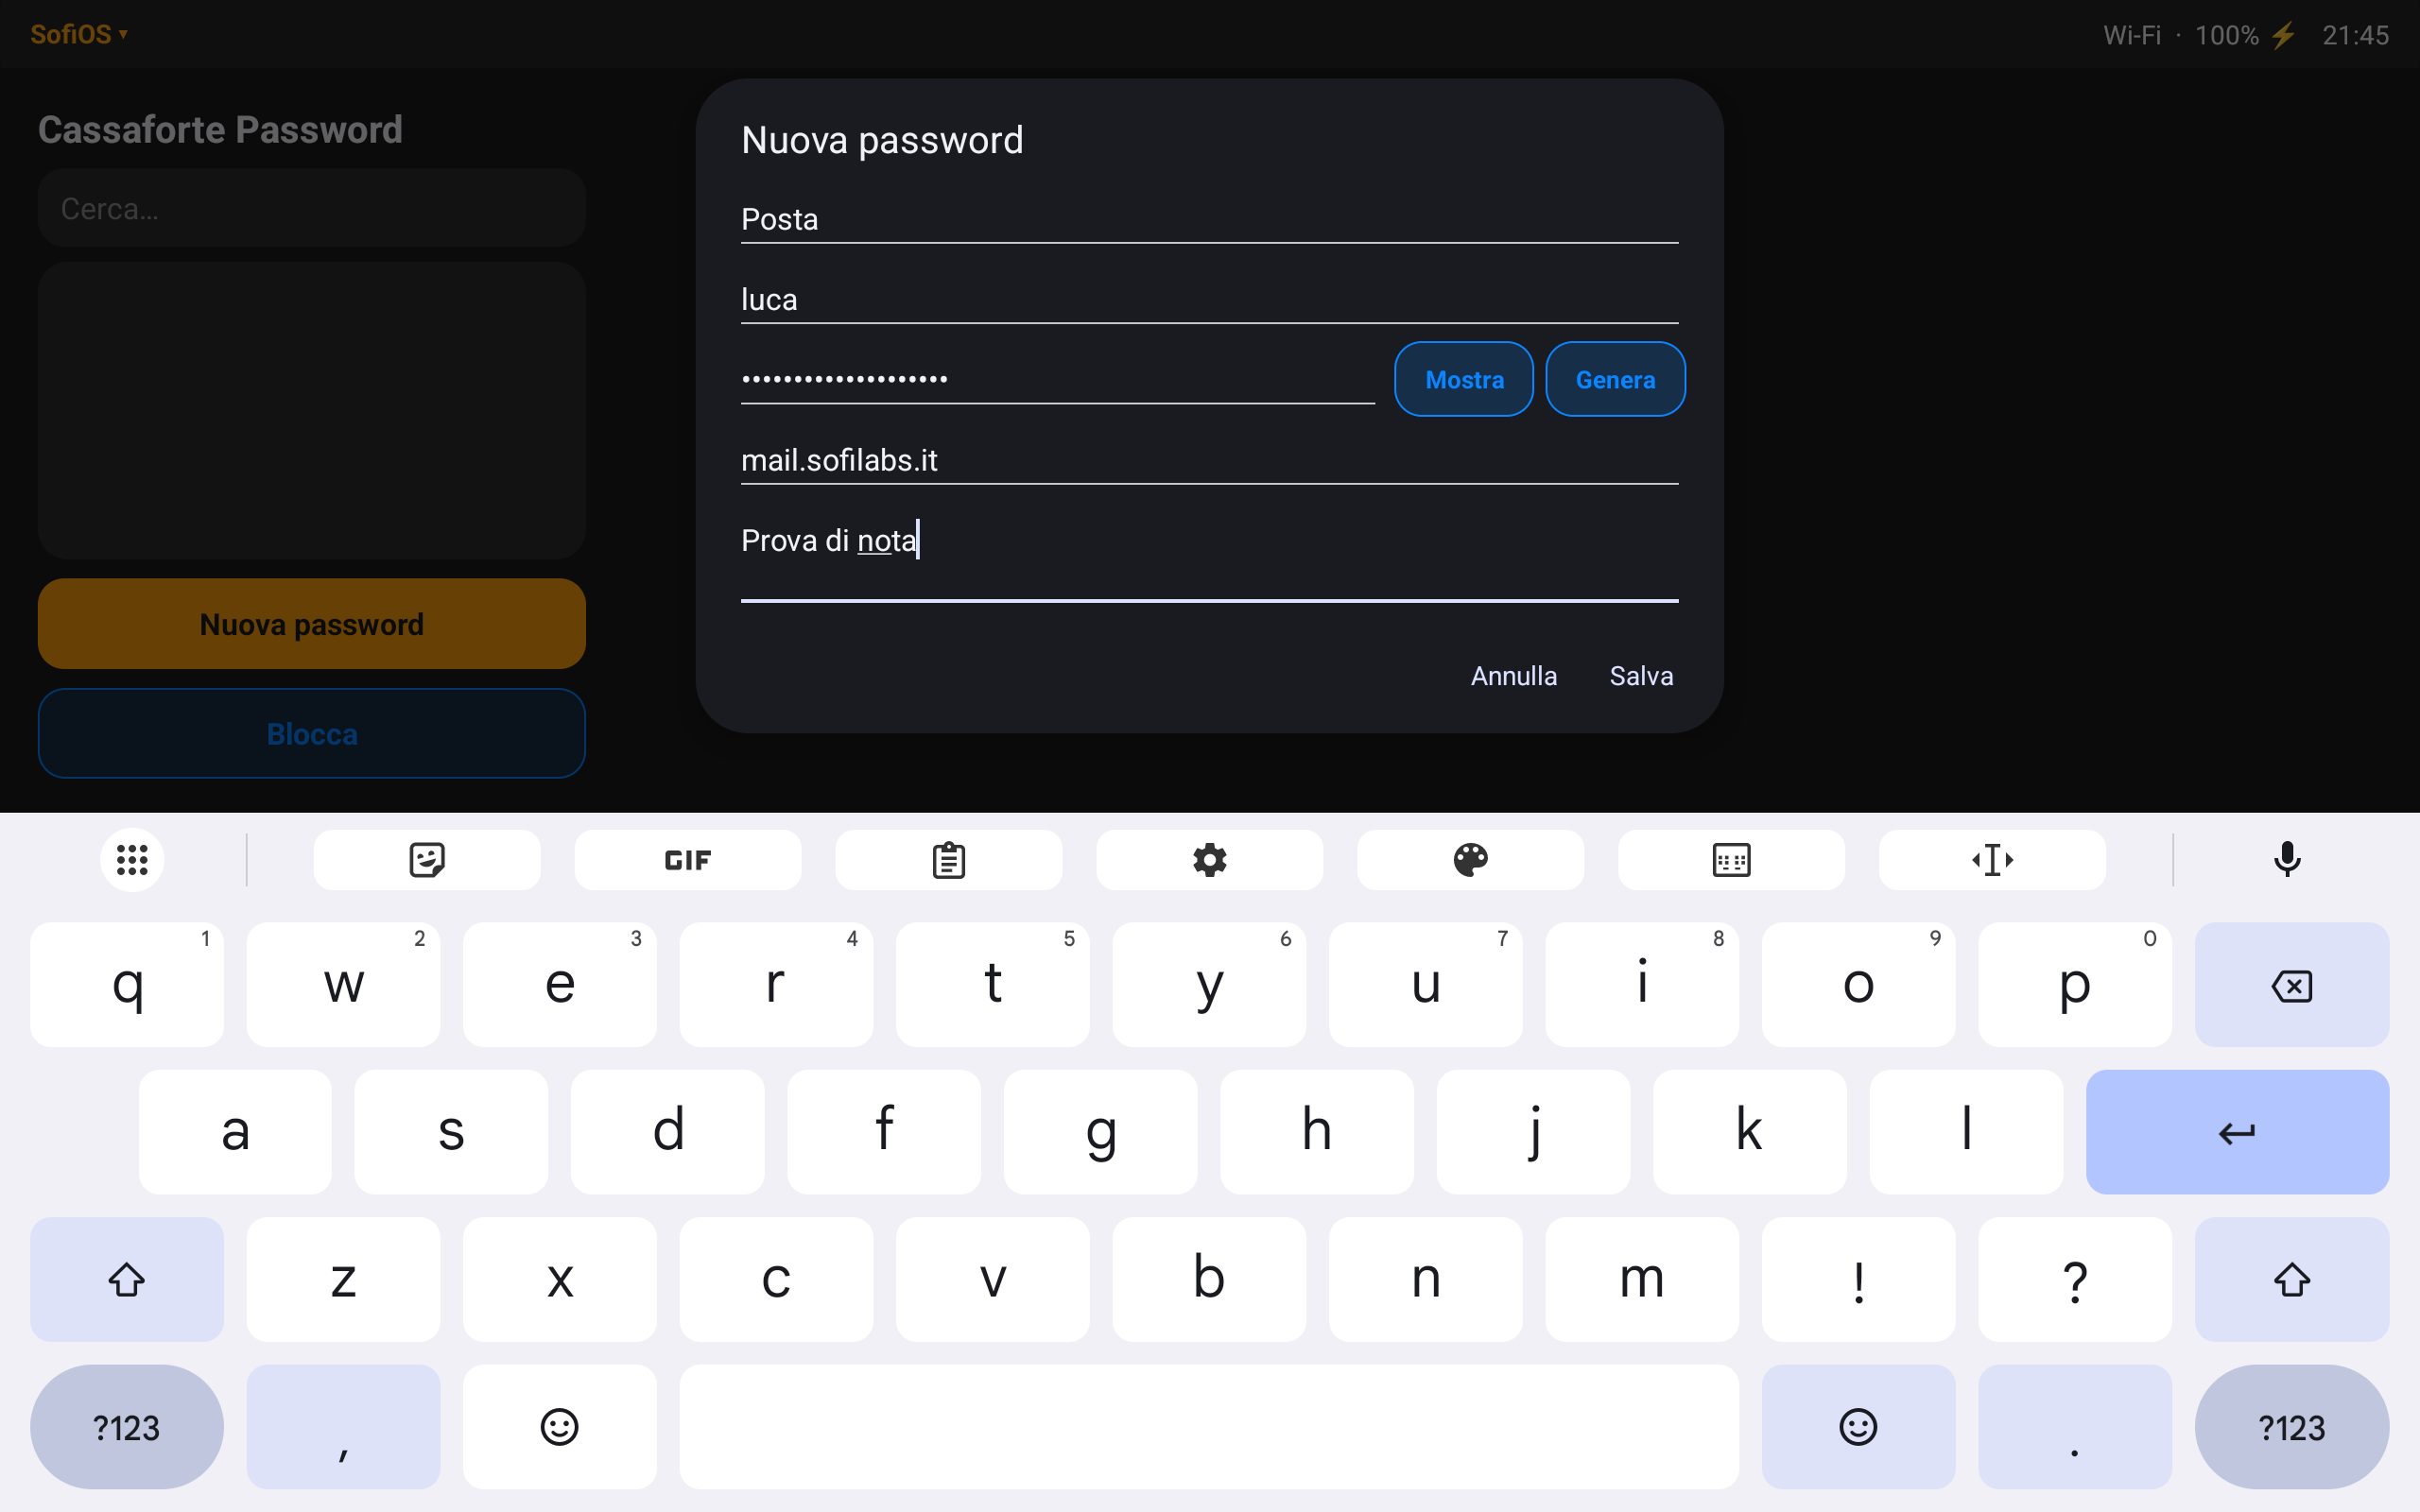 SofiOS ▾
Wi-Fi · 100% ⚡ 21:45
Cassaforte Password
Cerca...
Nuova password
Blocca
Nuova password
Posta
luca
••••••••••••••••••••
Mostra
Genera
mail.sofilabs.it
Prova di nota
Annulla
Salva
GIF
q 1 w 2 e 3 r 4 t 5 y 6 u 7 i 8 o 9 p 0
a s d f g h j k l
z x c v b n m ! ?
?123 , . ?123